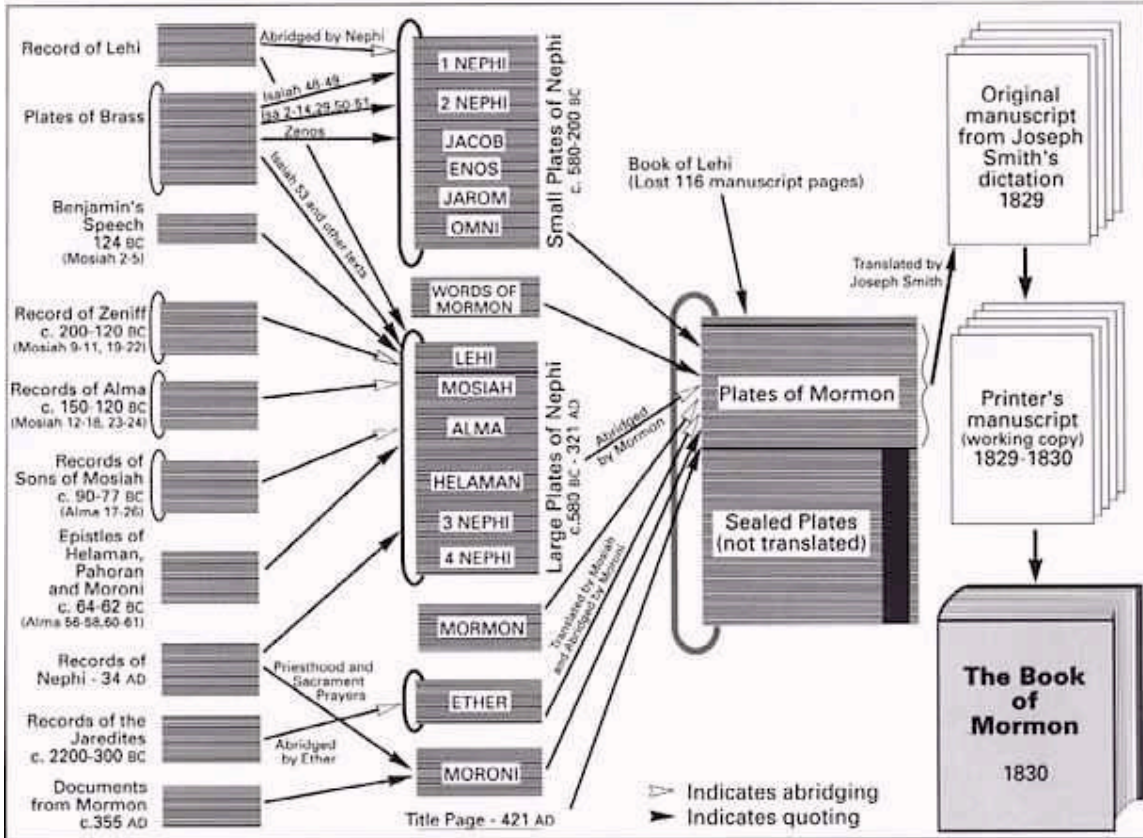 Record of Lehi
Plates of Brass
Benjamin's
Speech
124 BC
(Mosiah 2-5)
Record of Zeniff
c. 200-120 BC
(Mosiah 9-11, 19-22)
Records of Alma
c. 150-120 BC
(Mosiah 12-18, 23-24)
Records of
Sons of Mosiah
c. 90-77 BC
(Alma 17-26)
Epistles of
Helaman,
Pahoran
and Moroni
c. 64-62 BC
(Alma 56-58,60-61)
Records of
Nephi - 34 AD
Records of the
Jaredites
c. 2200-300 BC
Documents
from Mormon
c.355 AD
Abridged by Nephi
Isaiah 48-49
Isa 2-14,29,50-51
Zenos
Isaiah 53 and other texts
Priesthood and
Sacrament
Prayers
Abridged
by Ether
1 NEPHI
2 NEPHI
JACOB
ENOS
JAROM
OMNI
Small Plates of Nephi
c. 580-200 BC
WORDS OF
MORMON
LEHI
MOSIAH
ALMA
HELAMAN
3 NEPHI
4 NEPHI
Large Plates of Nephi
c.580 BC - 321 AD
MORMON
ETHER
MORONI
Title Page - 421 AD
Abridged
by Mormon
Translated by Mosiah
and Abridged by Moroni
Book of Lehi
(Lost 116 manuscript pages)
Plates of Mormon
Sealed Plates
(not translated)
Translated by
Joseph Smith
Original
manuscript
from Joseph
Smith's
dictation
1829
Printer's
manuscript
(working copy)
1829-1830
The Book
of
Mormon
1830
Indicates abridging
Indicates quoting